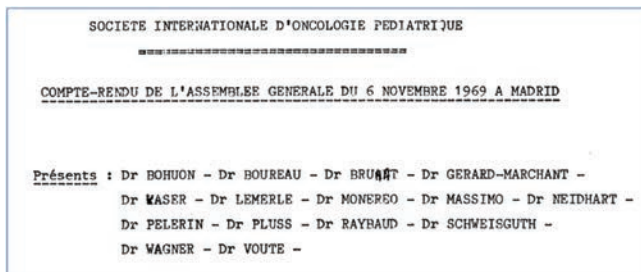 SOCIETE INTERNATIONALE D'ONCOLOGIE PEDIATRIQUE
==================================
COMPTE-RENDU DE L'ASSEMBLEE GENERALE DU 6 NOVEMBRE 1969 A MADRID
Présents : Dr BOHUON - Dr BOUREAU - Dr - Dr GERARD-MARCHANT -
Dr KASER - Dr LEMERLE - Dr MONEREO - Dr MASSIMO - Dr NEIDHART -
Dr PELERIN - Dr PLUSS - Dr RAYBAUD - Dr SCHWEISGUTH -
Dr WAGNER - Dr VOUTE -